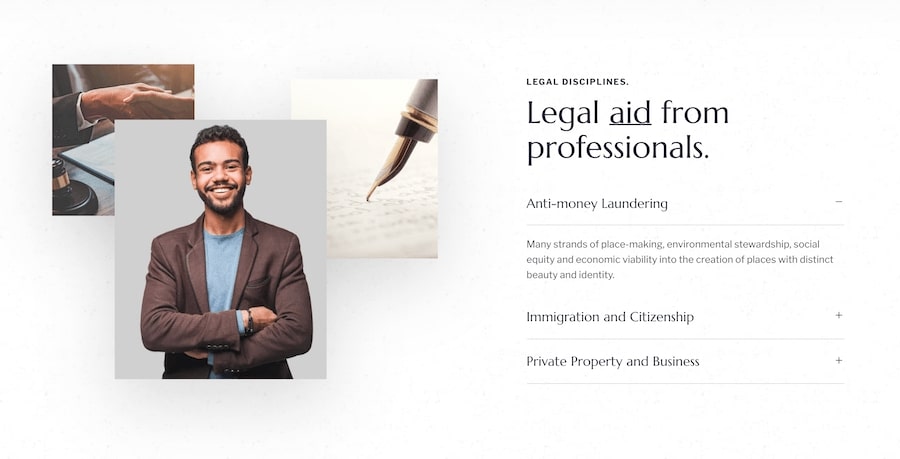 LEGAL DISCIPLINES.
Legal aid from
professionals.
Anti-money Laundering −
Many strands of place-making, environmental stewardship, social
equity and economic viability into the creation of places with distinct
beauty and identity.
Immigration and Citizenship +
Private Property and Business +